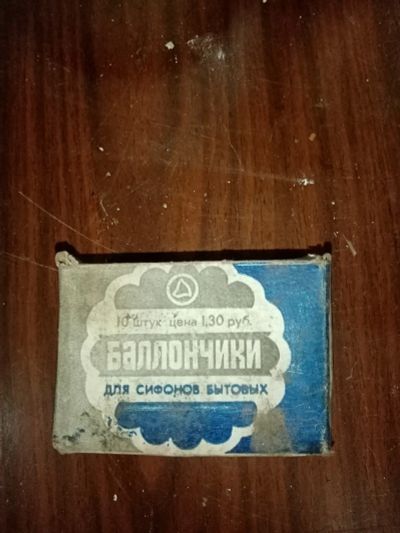 10 штук цена 1,30 руб.
БАЛЛОНЧИКИ
ДЛЯ СИФОНОВ БЫТОВЫХ